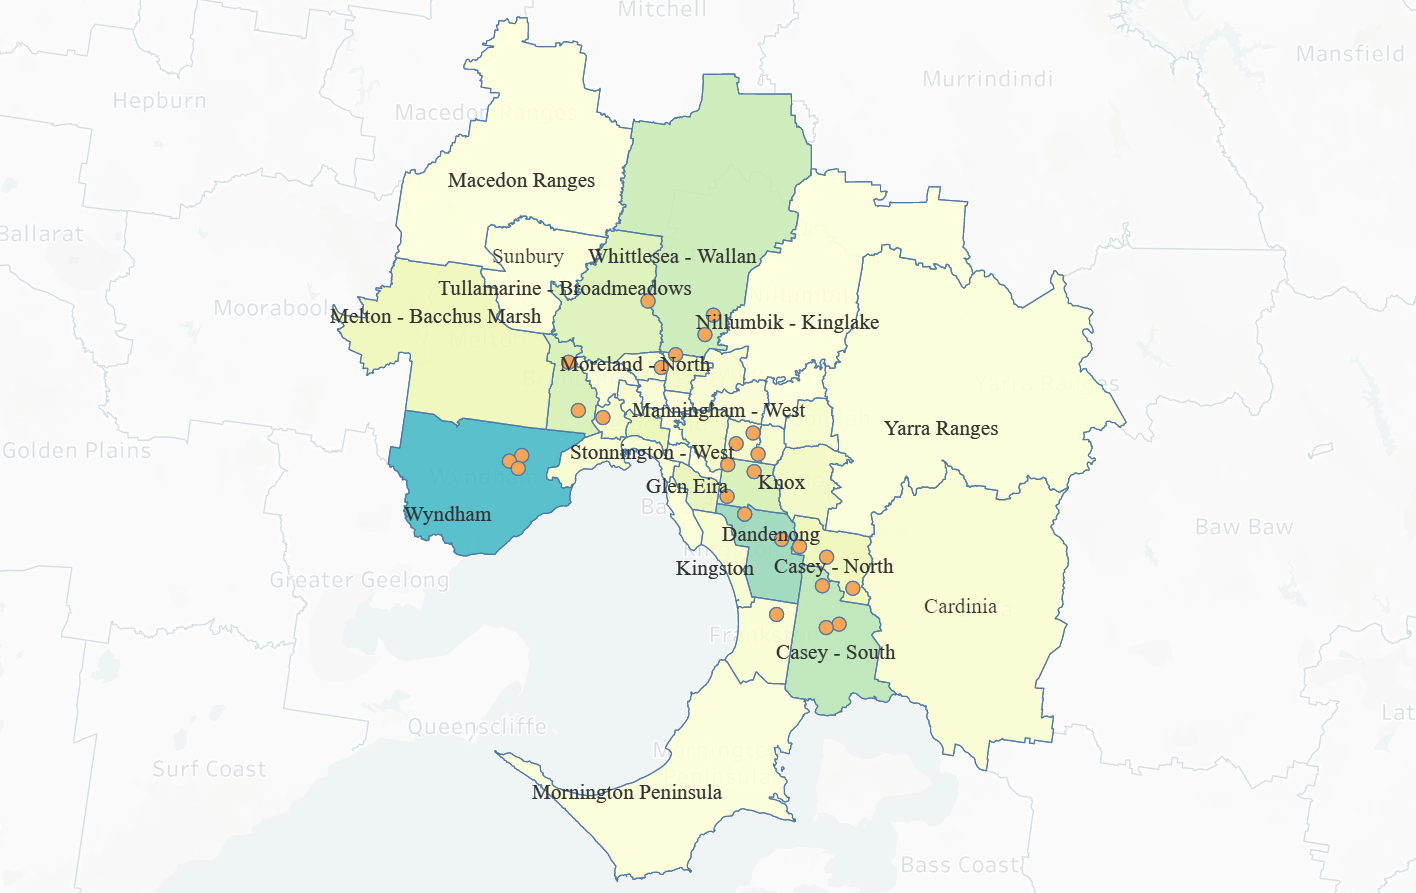 Mitchell
Mansfield
Murrindindi
Hepburn
Macedon Ranges
Macedon Ranges
Ballarat
Sunbury
Whittlesea - Wallan
Tullamarine - Broadmeadows
Nillumbik
Moorabool
Melton - Bacchus Marsh
Nillumbik - Kinglake
Melton
Moreland - North
Yarra Ranges
Manningham - West
Yarra Ranges
Golden Plains
Stonnington - West
Wyndham
Glen Eira
Knox
Wyndham
Baw Baw
Dandenong
Kingston
Casey - North
Greater Geelong
Cardinia
Frankston
Casey - South
Queenscliffe
Mornington
Peninsula
Surf Coast
Mornington Peninsula
Bass Coast